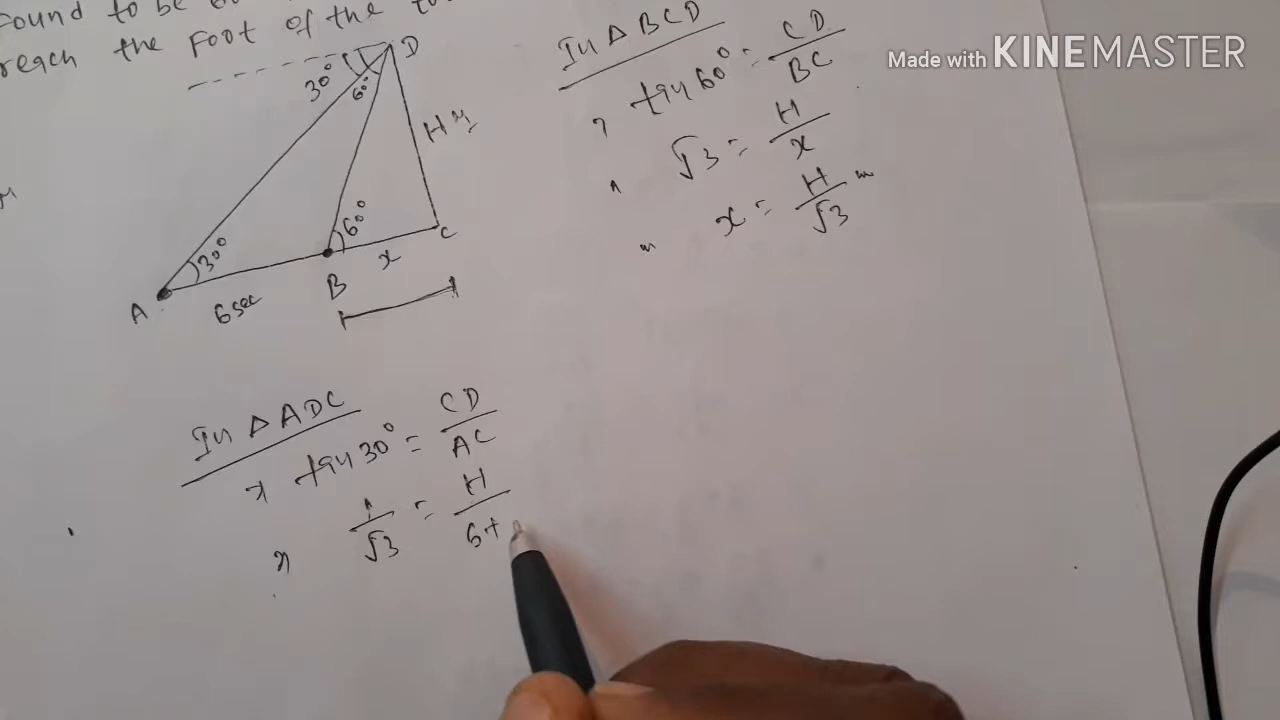 Found to be
reach the Foot of the
30° 60° D
H M
30° 60°
A 6sec B x C
In Δ BCD
tan 60° = CD / BC
√3 = H / x
x = H / √3
In Δ ADC
tan 30° = CD / AC
1 / √3 = H / 6+
Made with KINEMASTER